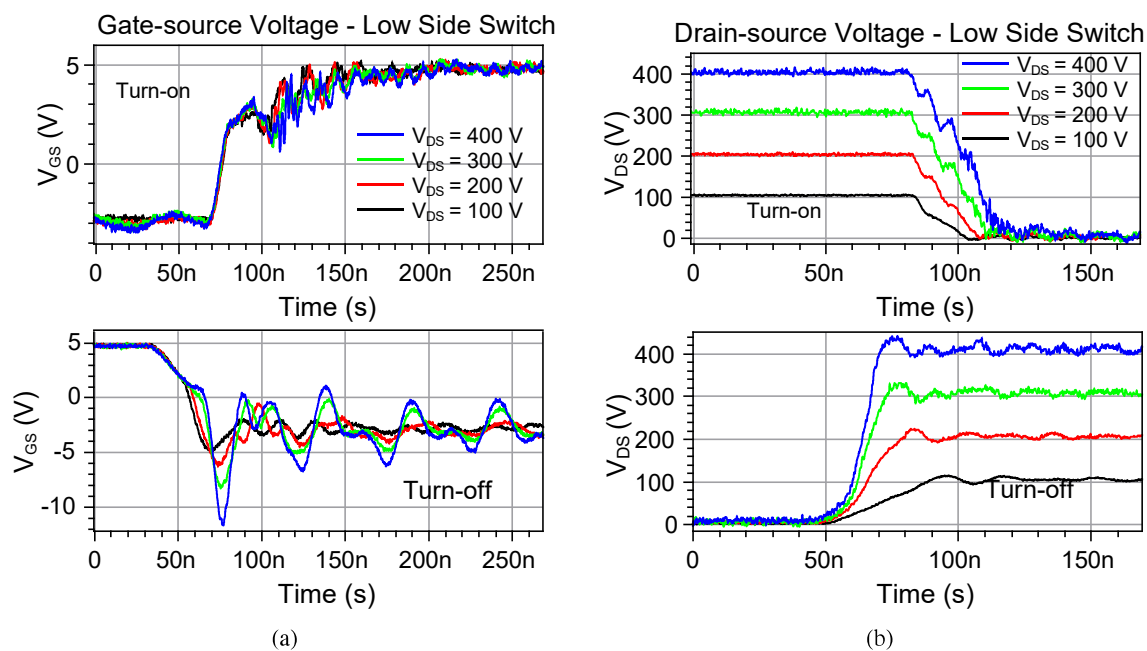 Gate-source Voltage - Low Side Switch
5
0
V_GS (V)
Turn-on
V_DS = 400 V
V_DS = 300 V
V_DS = 200 V
V_DS = 100 V
0 50n 100n 150n 200n 250n
Time (s)
5
0
-5
-10
V_GS (V)
Turn-off
0 50n 100n 150n 200n 250n
Time (s)
(a)
Drain-source Voltage - Low Side Switch
400
300
200
100
0
V_DS (V)
V_DS = 400 V
V_DS = 300 V
V_DS = 200 V
V_DS = 100 V
Turn-on
0 50n 100n 150n
Time (s)
400
300
200
100
0
V_DS (V)
Turn-off
0 50n 100n 150n
Time (s)
(b)